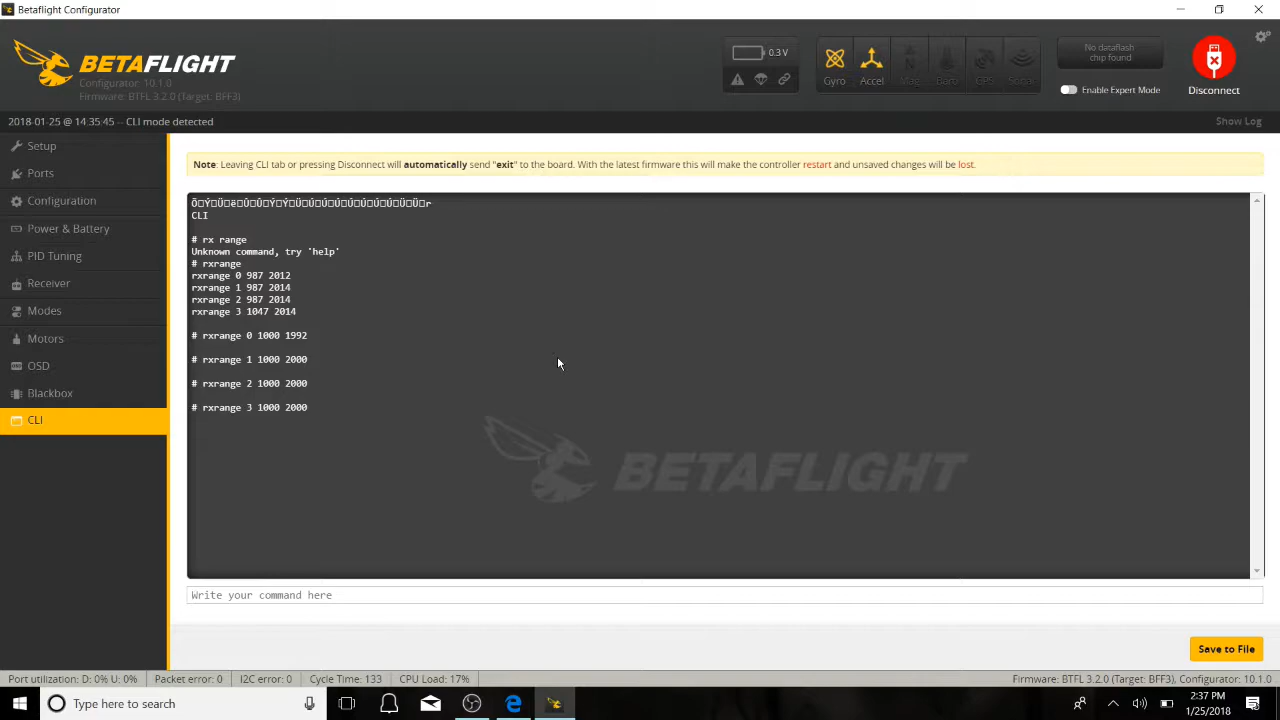 Betaflight Configurator
BETAFLIGHT
Configurator: 10.1.0
Firmware: BTFL 3.2.0 (Target: BFF3)
0.3 V
Gyro
Accel
Mag
Baro
GPS
Sonar
No dataflash
chip found
Enable Expert Mode
Disconnect
2018-01-25 @ 14:35:45 -- CLI mode detected
Show Log
Setup
Ports
Configuration
Power & Battery
PID Tuning
Receiver
Modes
Motors
OSD
Blackbox
CLI
Note: Leaving CLI tab or pressing Disconnect will automatically send "exit" to the board. With the latest firmware this will make the controller restart and unsaved changes will be lost.
CLI
# rx range
Unknown command, try 'help'
# rxrange
rxrange 0 987 2012
rxrange 1 987 2014
rxrange 2 987 2014
rxrange 3 1047 2014
# rxrange 0 1000 1992
# rxrange 1 1000 2000
# rxrange 2 1000 2000
# rxrange 3 1000 2000
BETAFLIGHT
Write your command here
Save to File
Port utilization: D: 0% U: 0%
Packet error: 0
I2C error: 0
Cycle Time: 133
CPU Load: 17%
Firmware: BTFL 3.2.0 (Target: BFF3), Configurator: 10.1.0
Type here to search
2:37 PM
1/25/2018